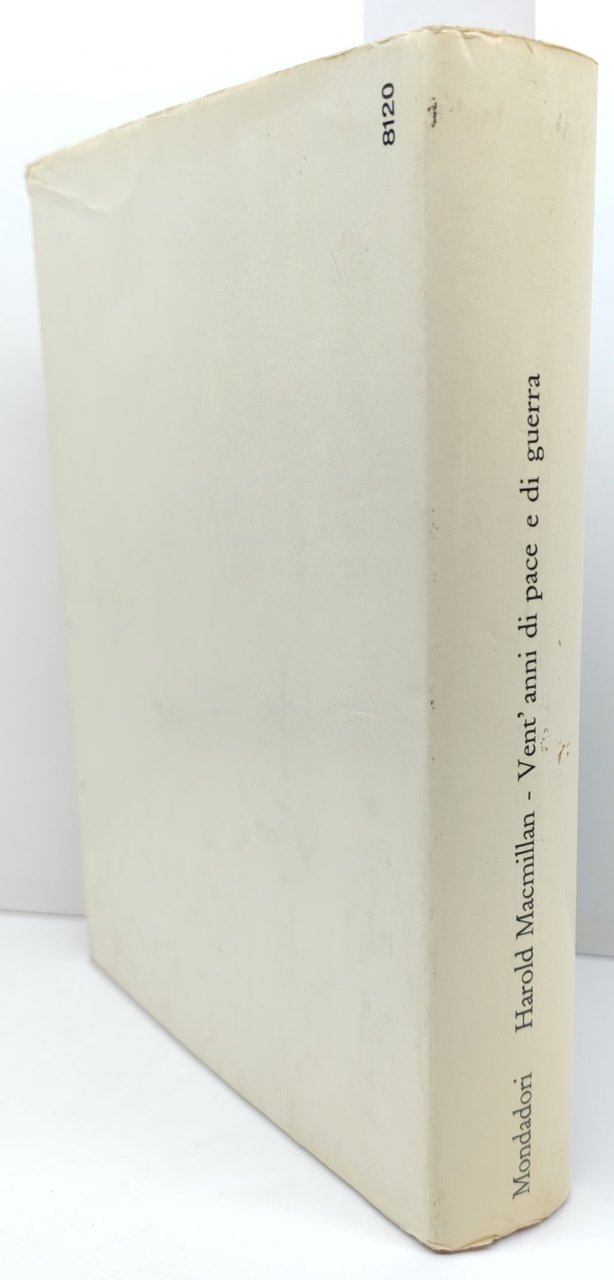 8120
Mondadori Harold Macmillan - Vent' anni di pace e di guerra